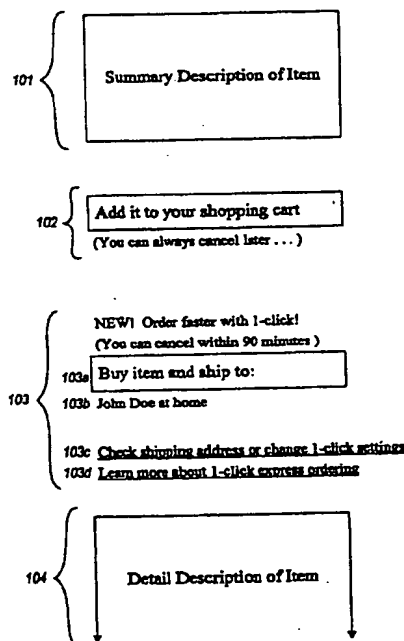 101
Summary Description of Item
102
Add it to your shopping cart
(You can always cancel later . . . )
NEW! Order faster with 1-click!
(You can cancel within 90 minutes )
103
103a Buy item and ship to:
103b John Doe at home
103c Check shipping address or change 1-click settings
103d Learn more about 1-click express ordering
104
Detail Description of Item